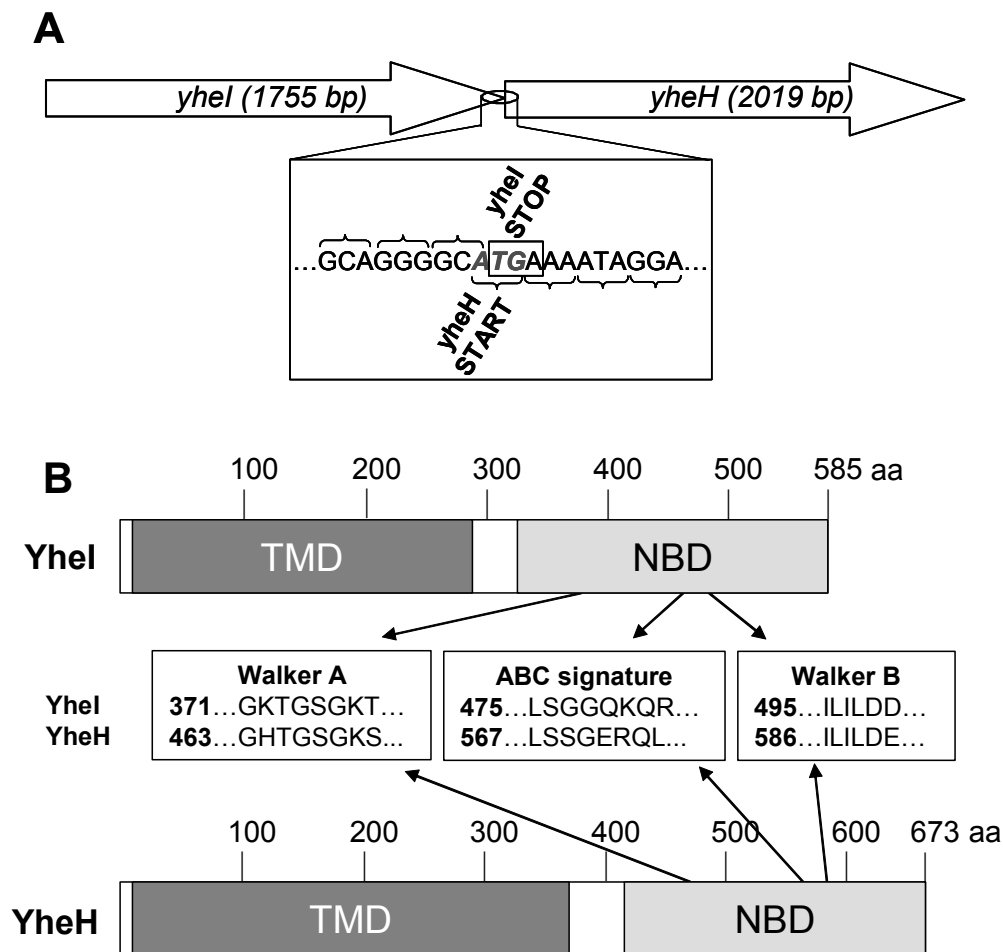 A
yheI (1755 bp) yheH (2019 bp)
yheI
STOP
...GCAGGGGGCATGAAAATAGGA...
yheH
START
B
100 200 300 400 500 585 aa
YheI
TMD NBD
Walker A ABC signature Walker B
YheI 371...GKTGSGKT... 475...LSGGQKQR... 495...ILILDD...
YheH 463...GHTGSGKS... 567...LSSGERQL... 586...ILILDE...
100 200 300 400 500 600 673 aa
YheH
TMD NBD